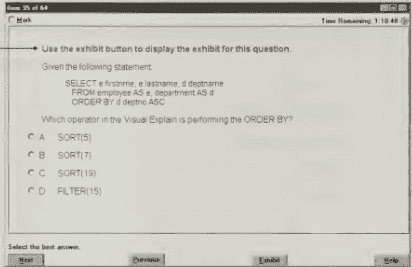 Item 35 of 64
Mark
Time Remaining: 1:18:48
Use the exhibit button to display the exhibit for this question.
Given the following statement:
SELECT e firstnme, e lastname, d deptname
FROM employee AS e, department AS d
ORDER BY d deptno ASC
Which operator in the Visual Explain is performing the ORDER BY?
A SORT(5)
B SORT(7)
C SORT(19)
D FILTER(15)
Select the best answer.
Next Previous Exhibit Help